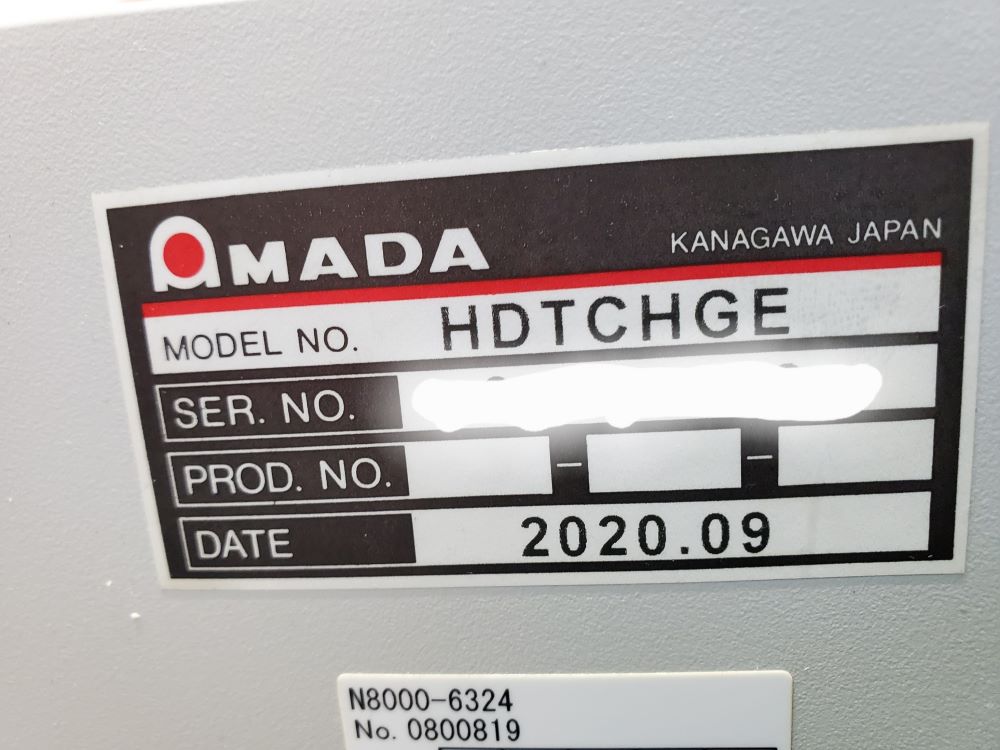 AMADA
KANAGAWA JAPAN
MODEL NO. HDTCHGE
SER. NO.
PROD. NO. - -
DATE 2020.09
N8000-6324
No. 0800819